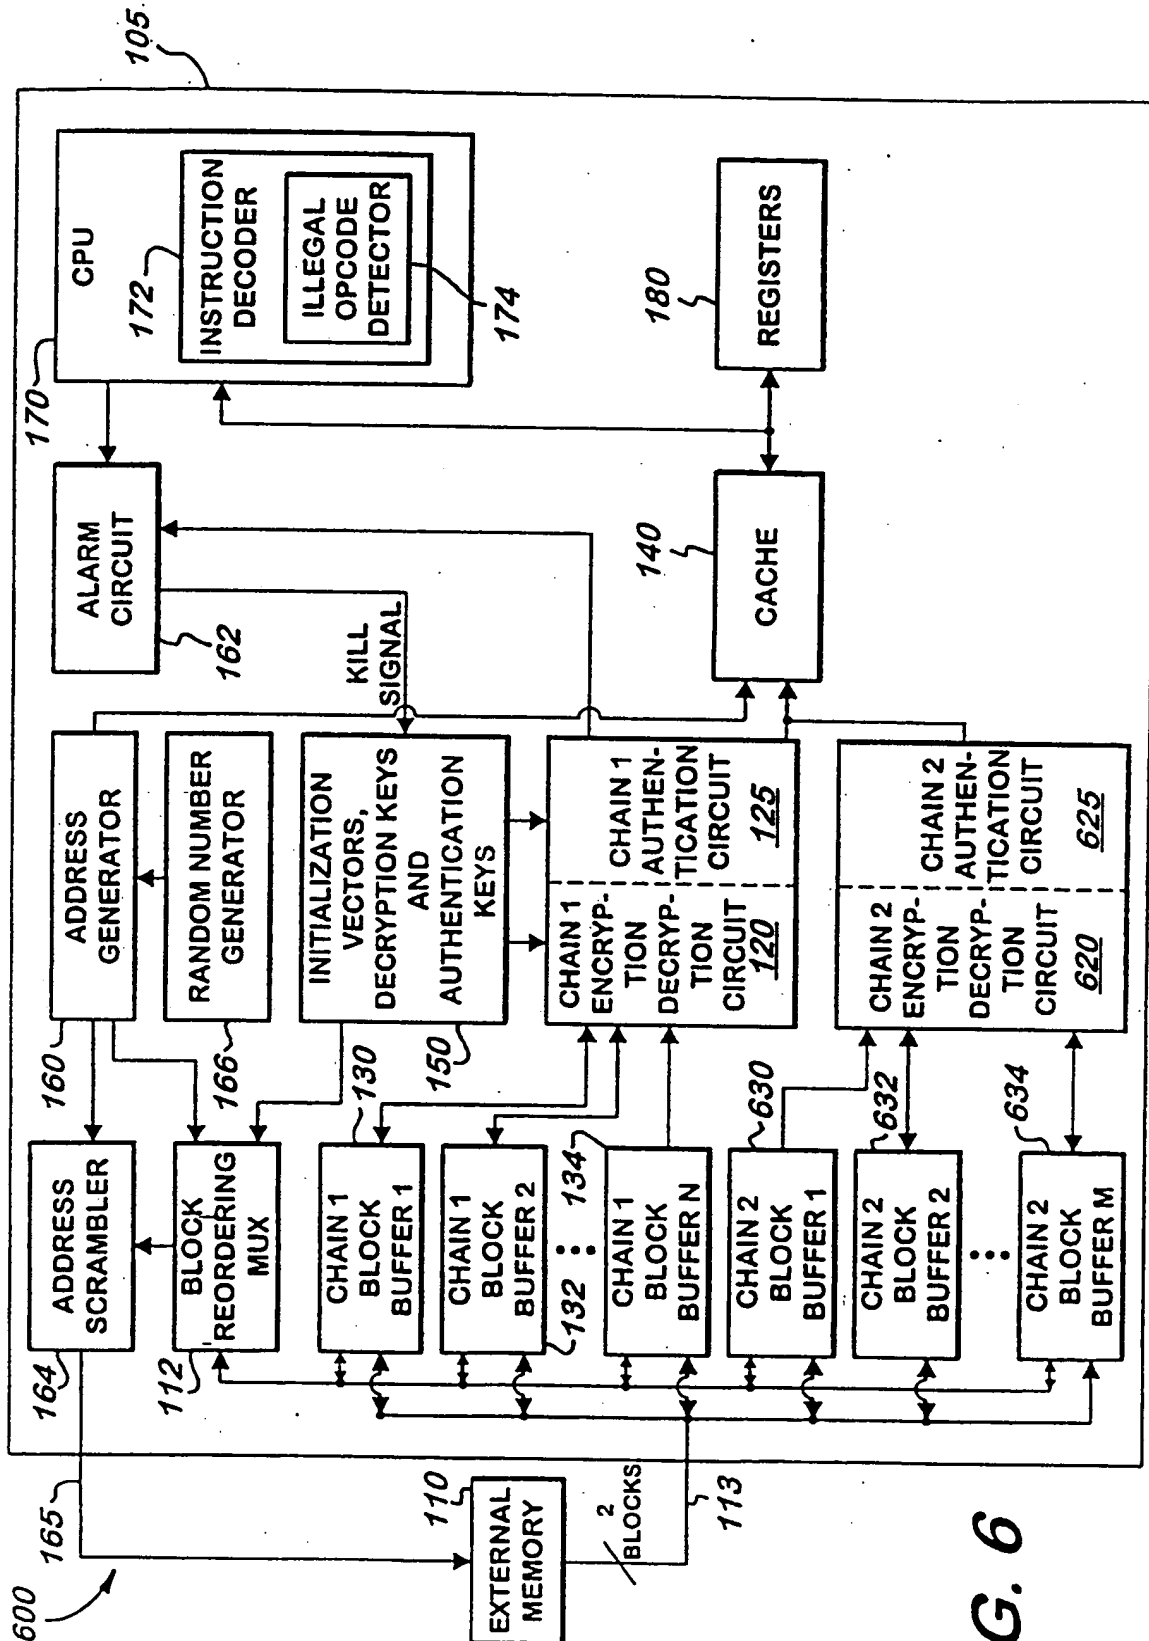 600
165
164
ADDRESS
SCRAMBLER
160
ADDRESS
GENERATOR
162
ALARM
CIRCUIT
170
CPU
172
INSTRUCTION
DECODER
ILLEGAL
OPCODE
DETECTOR
174
105
112
BLOCK
REORDERING
MUX
166
RANDOM NUMBER
GENERATOR
KILL
SIGNAL
INITIALIZATION
VECTORS,
DECRYPTION KEYS
AND
AUTHENTICATION
KEYS
150
110
EXTERNAL
MEMORY
2
BLOCKS
113
130
CHAIN 1
BLOCK
BUFFER 1
CHAIN 1
BLOCK
BUFFER 2
132
134
CHAIN 1
BLOCK
BUFFER N
CHAIN 1
ENCRYP-
TION
DECRYP-
TION
CIRCUIT
120
CHAIN 1
AUTHEN-
TICATION
CIRCUIT
125
140
CACHE
180
REGISTERS
630
CHAIN 2
BLOCK
BUFFER 1
632
CHAIN 2
BLOCK
BUFFER 2
634
CHAIN 2
BLOCK
BUFFER M
CHAIN 2
ENCRYP-
TION
DECRYP-
TION
CIRCUIT
620
CHAIN 2
AUTHEN-
TICATION
CIRCUIT
625
G. 6